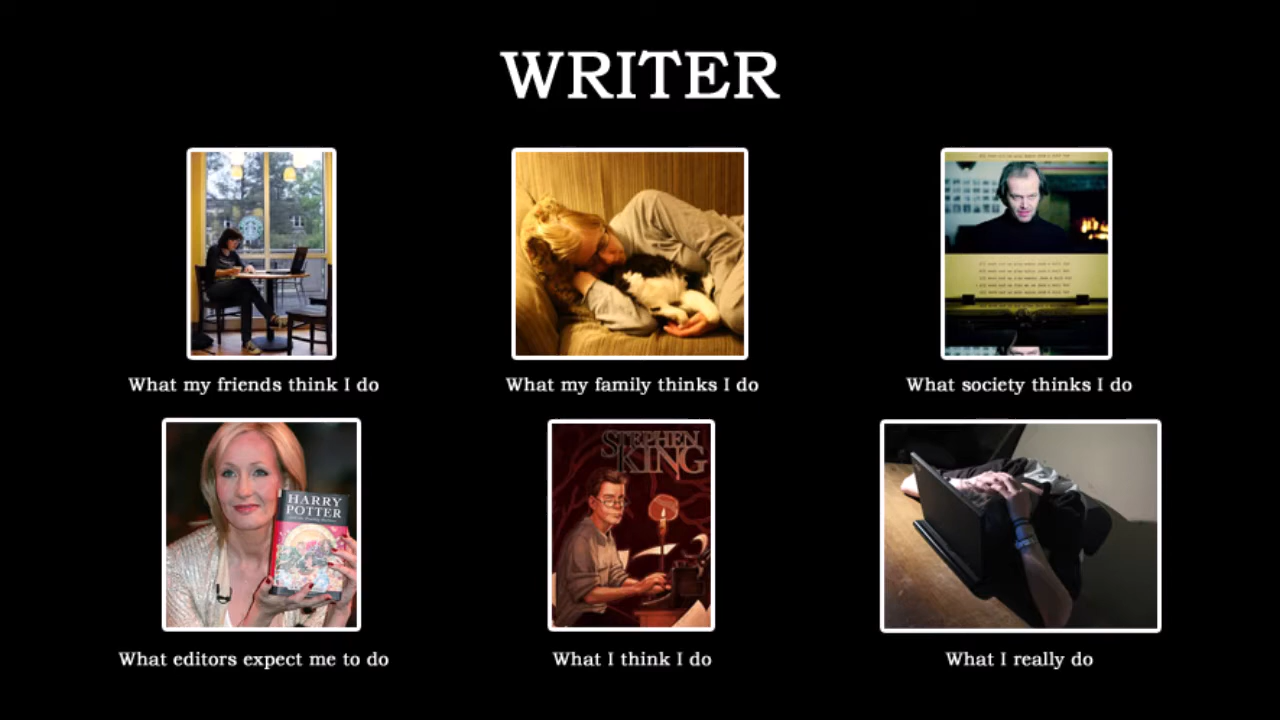 WRITER
What my friends think I do
What my family thinks I do
What society thinks I do
HARRY
POTTER
STEPHEN
KING
What editors expect me to do
What I think I do
What I really do